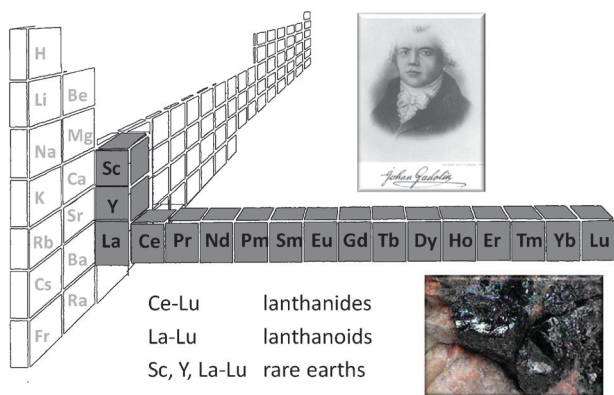 H
Li
Be
Na
Mg
K
Ca
Sc
Rb
Sr
Y
Cs
Ba
La Ce Pr Nd Pm Sm Eu Gd Tb Dy Ho Er Tm Yb Lu
Fr
Ra
Johan Gadolin
Ce-Lu lanthanides
La-Lu lanthanoids
Sc, Y, La-Lu rare earths